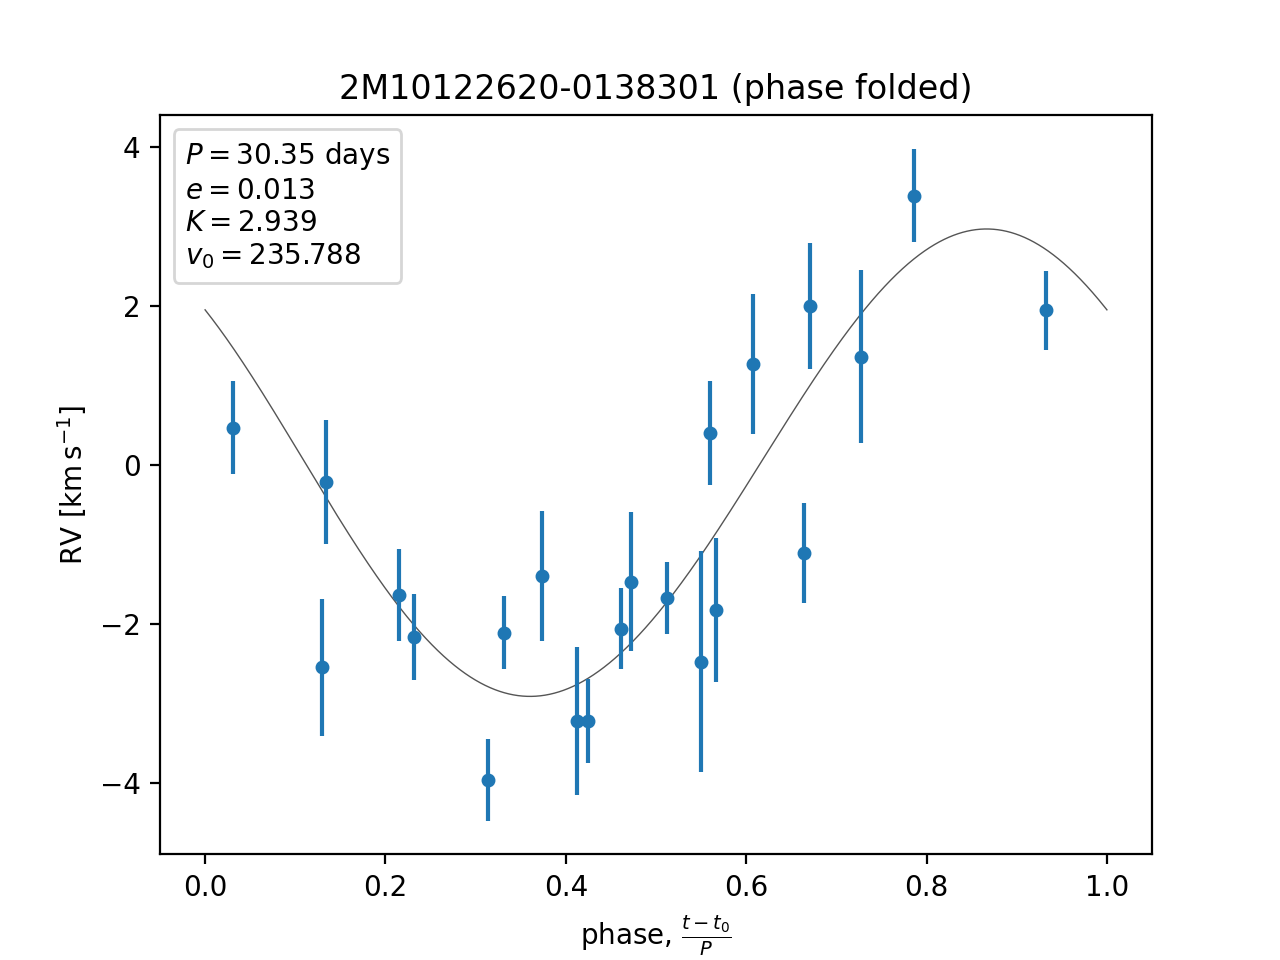 2M10122620-0138301 (phase folded)
P = 30.35 days
e = 0.013
K = 2.939
v₀ = 235.788
4
2
0
−2
−4
RV [km s⁻¹]
0.0 0.2 0.4 0.6 0.8 1.0
phase, (t − t₀)/P